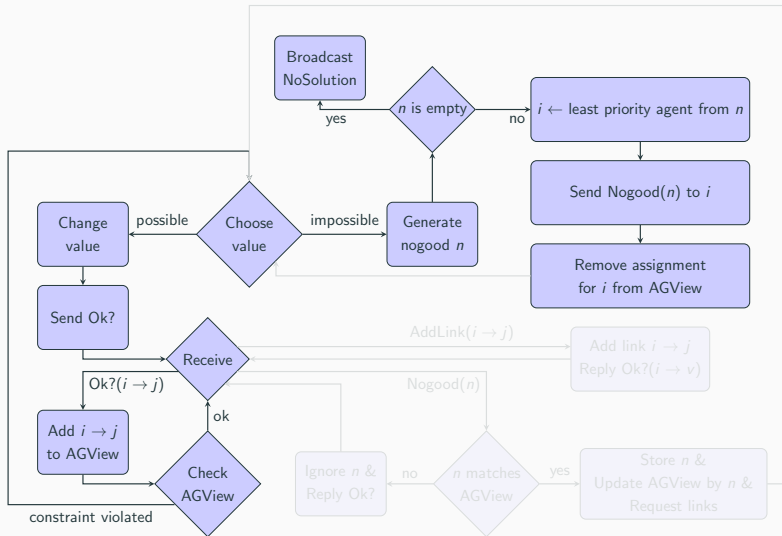 Broadcast
NoSolution
n is empty
i ← least priority agent from n
yes
no
Send Nogood(n) to i
Change
value
possible
Choose
value
impossible
Generate
nogood n
Remove assignment
for i from AGView
Send Ok?
Receive
AddLink(i → j)
Add link i → j
Reply Ok?(i → v)
Ok?(i → j)
Nogood(n)
ok
Add i → j
to AGView
Check
AGView
Ignore n &
Reply Ok?
no
n matches
AGView
yes
Store n &
Update AGView by n &
Request links
constraint violated